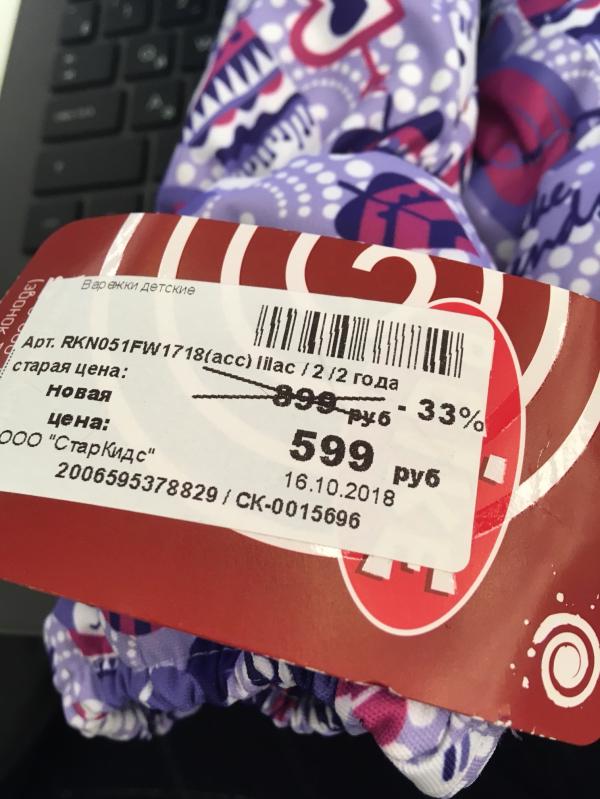 Варежки детские
Арт. RKN051FW1718(acc) lilac / 2 /2 года
старая цена:
899 руб - 33%
новая
цена:
599 руб
ООО "СтарКидс"
16.10.2018
2006595378829 / СК-0015696